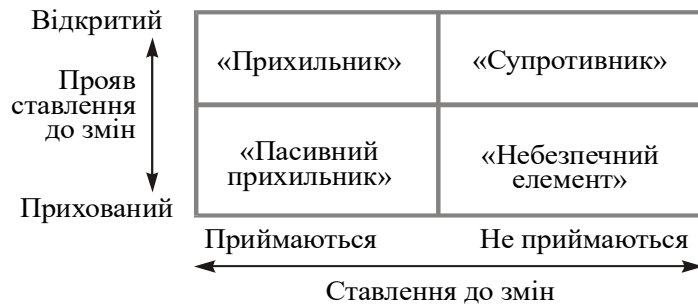 Відкритий
Прояв
ставлення
до змін
Прихований
«Прихильник»
«Супротивник»
«Пасивний
прихильник»
«Небезпечний
елемент»
Приймаються
Не приймаються
Ставлення до змін